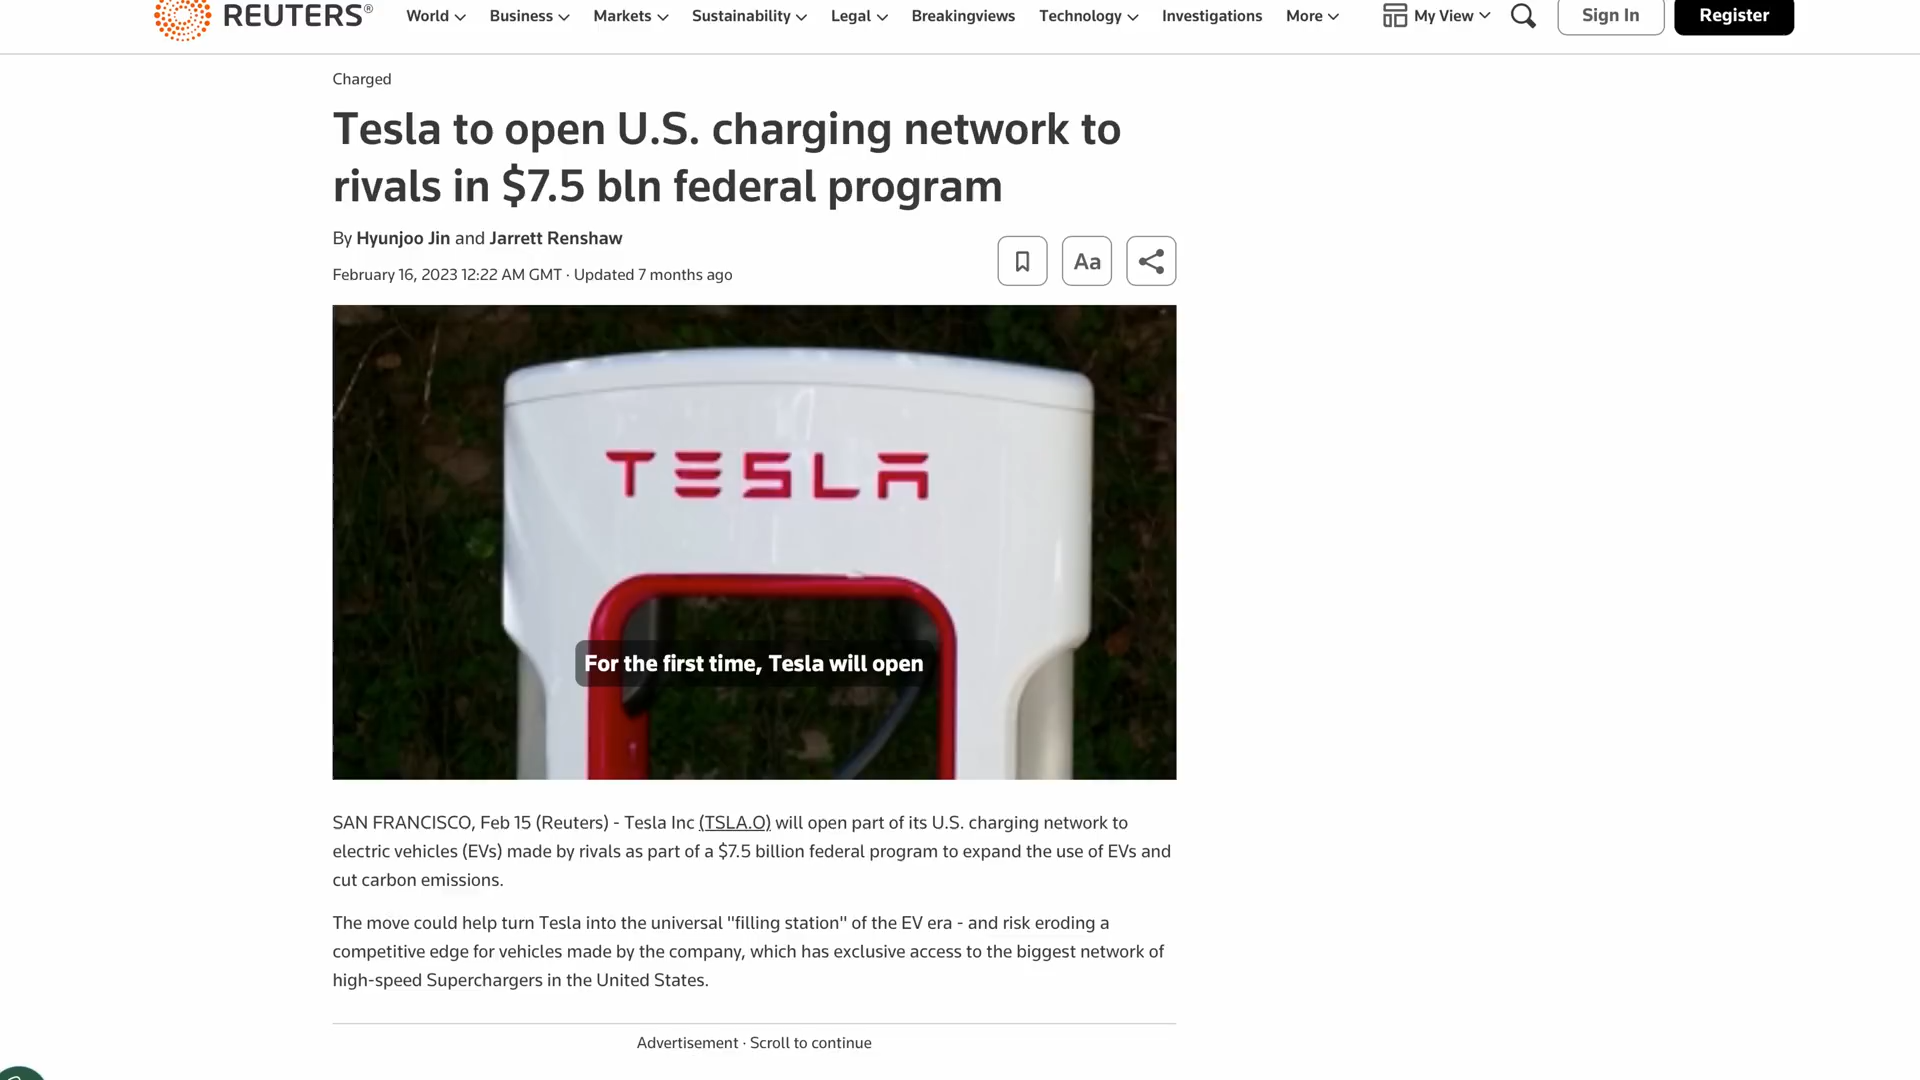 REUTERS®
World
Business
Markets
Sustainability
Legal
Breakingviews
Technology
Investigations
More
My View
Sign In
Register
Charged
Tesla to open U.S. charging network to
rivals in $7.5 bln federal program
By Hyunjoo Jin and Jarrett Renshaw
February 16, 2023 12:22 AM GMT · Updated 7 months ago
Aa
TESLA
For the first time, Tesla will open
SAN FRANCISCO, Feb 15 (Reuters) - Tesla Inc (TSLA.O) will open part of its U.S. charging network to
electric vehicles (EVs) made by rivals as part of a $7.5 billion federal program to expand the use of EVs and
cut carbon emissions.
The move could help turn Tesla into the universal "filling station" of the EV era - and risk eroding a
competitive edge for vehicles made by the company, which has exclusive access to the biggest network of
high-speed Superchargers in the United States.
Advertisement · Scroll to continue